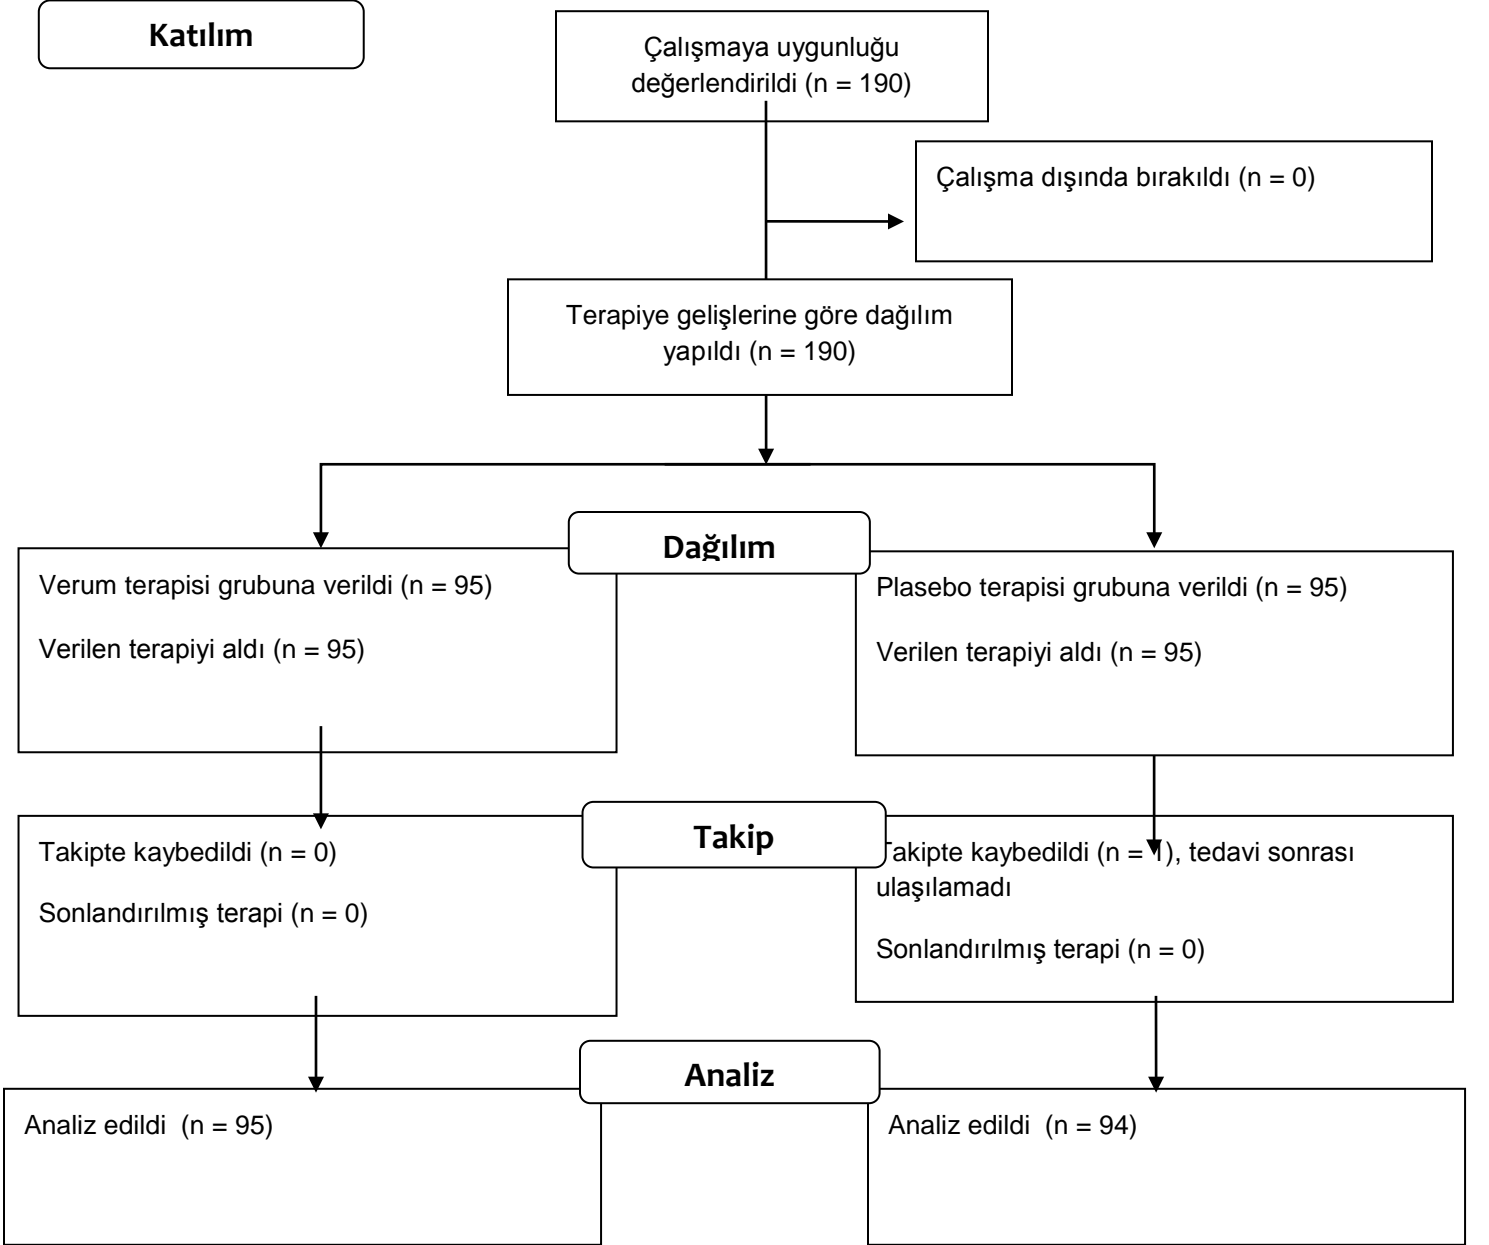 Katılım
Çalışmaya uygunluğu
değerlendirildi (n = 190)
Çalışma dışında bırakıldı (n = 0)
Terapiye gelişlerine göre dağılım
yapıldı (n = 190)
Dağılım
Verum terapisi grubuna verildi (n = 95)
Verilen terapiyi aldı (n = 95)
Plasebo terapisi grubuna verildi (n = 95)
Verilen terapiyi aldı (n = 95)
Takip
Takipte kaybedildi (n = 0)
Sonlandırılmış terapi (n = 0)
Takipte kaybedildi (n = 1), tedavi sonrası
ulaşılamadı
Sonlandırılmış terapi (n = 0)
Analiz
Analiz edildi  (n = 95)
Analiz edildi  (n = 94)